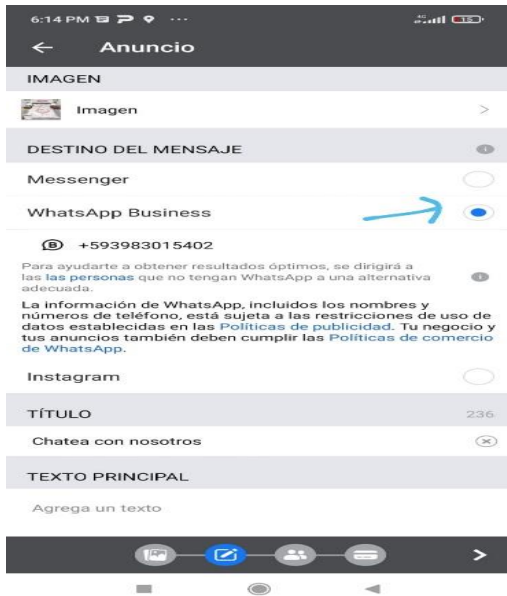 6:14 PM
4G
15
Anuncio
IMAGEN
Imagen
DESTINO DEL MENSAJE
Messenger
WhatsApp Business
+593983015402
Para ayudarte a obtener resultados óptimos, se dirigirá a
las las personas que no tengan WhatsApp a una alternativa
adecuada.
La información de WhatsApp, incluidos los nombres y
números de teléfono, está sujeta a las restricciones de uso de
datos establecidas en las Políticas de publicidad. Tu negocio y
tus anuncios también deben cumplir las Políticas de comercio
de WhatsApp.
Instagram
TÍTULO 236
Chatea con nosotros
TEXTO PRINCIPAL
Agrega un texto